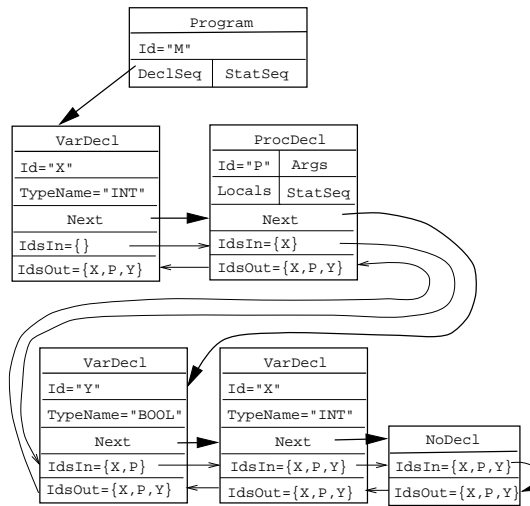 Program
Id="M"
DeclSeq StatSeq
VarDecl
Id="X"
TypeName="INT"
Next
IdsIn={}
IdsOut={X,P,Y}
ProcDecl
Id="P" Args
Locals StatSeq
Next
IdsIn={X}
IdsOut={X,P,Y}
VarDecl
Id="Y"
TypeName="BOOL"
Next
IdsIn={X,P}
IdsOut={X,P,Y}
VarDecl
Id="X"
TypeName="INT"
Next
IdsIn={X,P,Y}
IdsOut={X,P,Y}
NoDecl
IdsIn={X,P,Y}
IdsOut={X,P,Y}